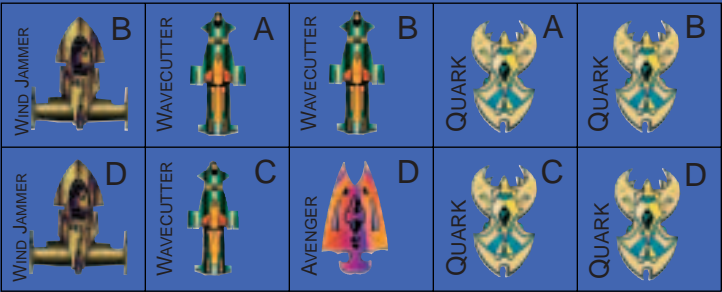 WIND JAMMER B
WAVECUTTER A
WAVECUTTER B
QUARK A
QUARK B
WIND JAMMER D
WAVECUTTER C
AVENGER D
QUARK C
QUARK D